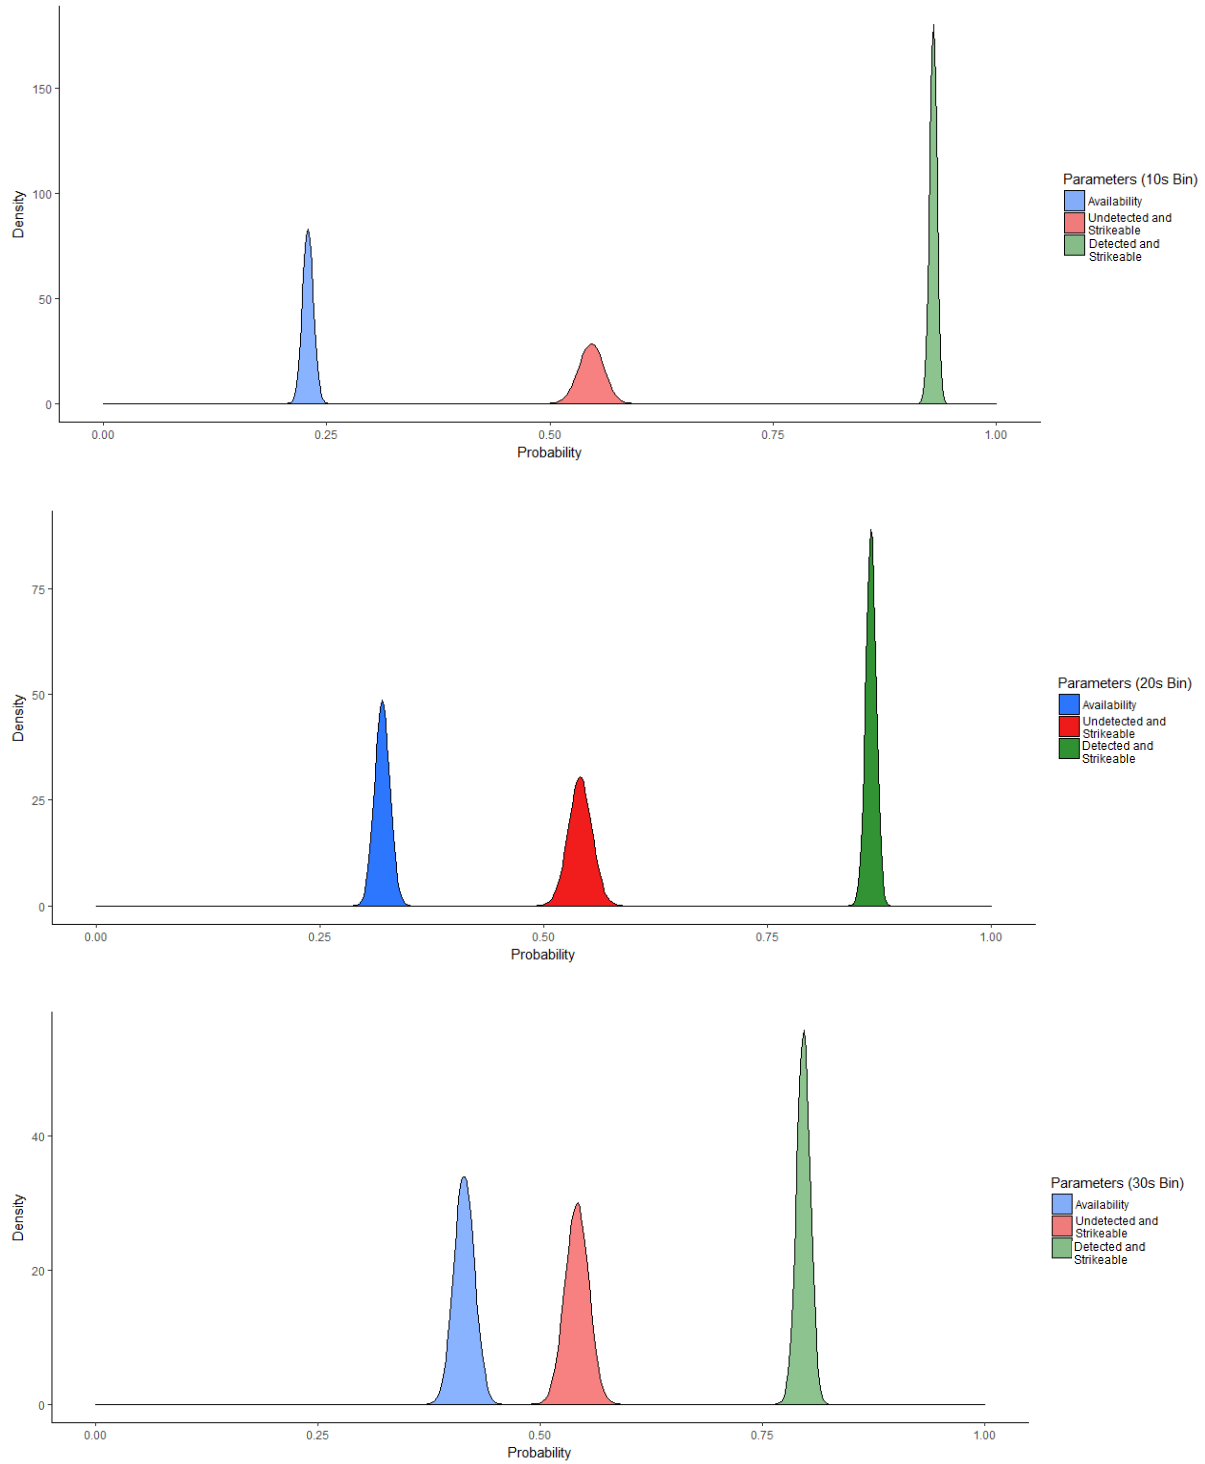 150
100
50
0
Density
0.00
0.25
0.50
0.75
1.00
Probability
Parameters (10s Bin)
Availability
Undetected and
Strikeable
Detected and
Strikeable
75
50
25
0
Density
0.00
0.25
0.50
0.75
1.00
Probability
Parameters (20s Bin)
Availability
Undetected and
Strikeable
Detected and
Strikeable
40
20
0
Density
0.00
0.25
0.50
0.75
1.00
Probability
Parameters (30s Bin)
Availability
Undetected and
Strikeable
Detected and
Strikeable